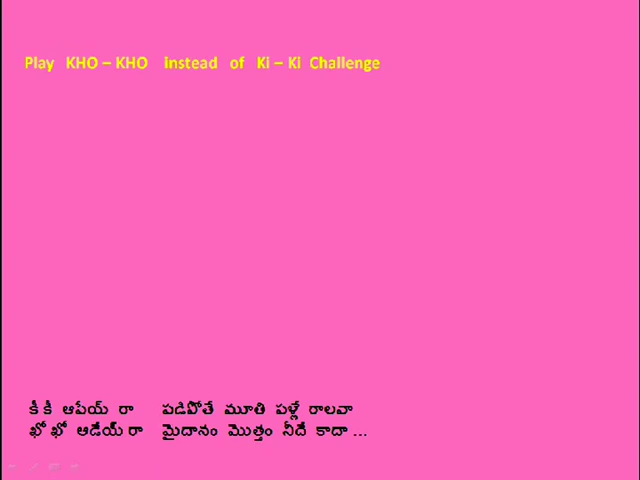 Play KHO – KHO instead of Ki – Ki Challenge
కీ కీ ఆపేయ్ రా పడిపోతే మూతి పళ్లే రాలవా
ఖో ఖో ఆడేయ్ రా మైదానం మొత్తం నీదే కాదా ...